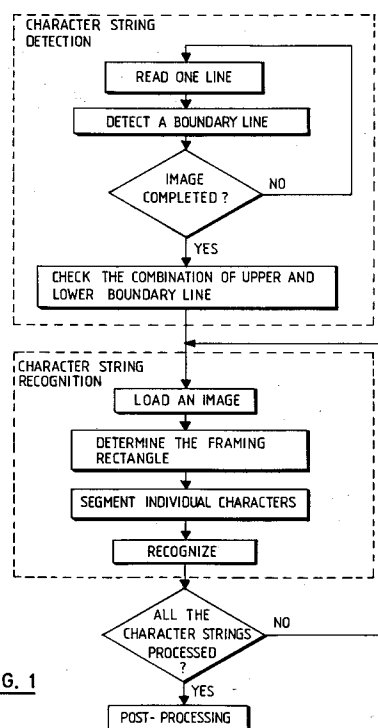 CHARACTER STRING
DETECTION
READ ONE LINE
DETECT A BOUNDARY LINE
IMAGE
COMPLETED ?
NO
YES
CHECK THE COMBINATION OF UPPER AND
LOWER BOUNDARY LINE
CHARACTER STRING
RECOGNITION
LOAD AN IMAGE
DETERMINE THE FRAMING
RECTANGLE
SEGMENT INDIVIDUAL CHARACTERS
RECOGNIZE
ALL THE
CHARACTER STRINGS
PROCESSED
?
NO
G. 1
YES
POST- PROCESSING